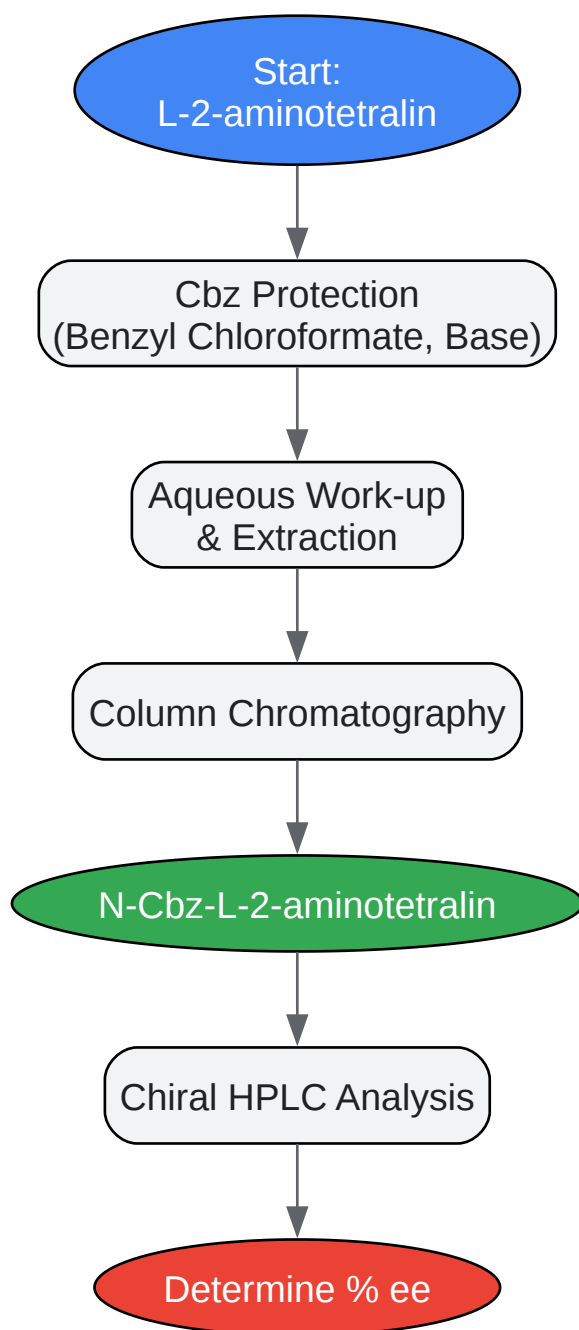 Start:
L-2-aminotetralin
Cbz Protection
(Benzyl Chloroformate, Base)
Aqueous Work-up
& Extraction
Column Chromatography
N-Cbz-L-2-aminotetralin
Chiral HPLC Analysis
Determine % ee